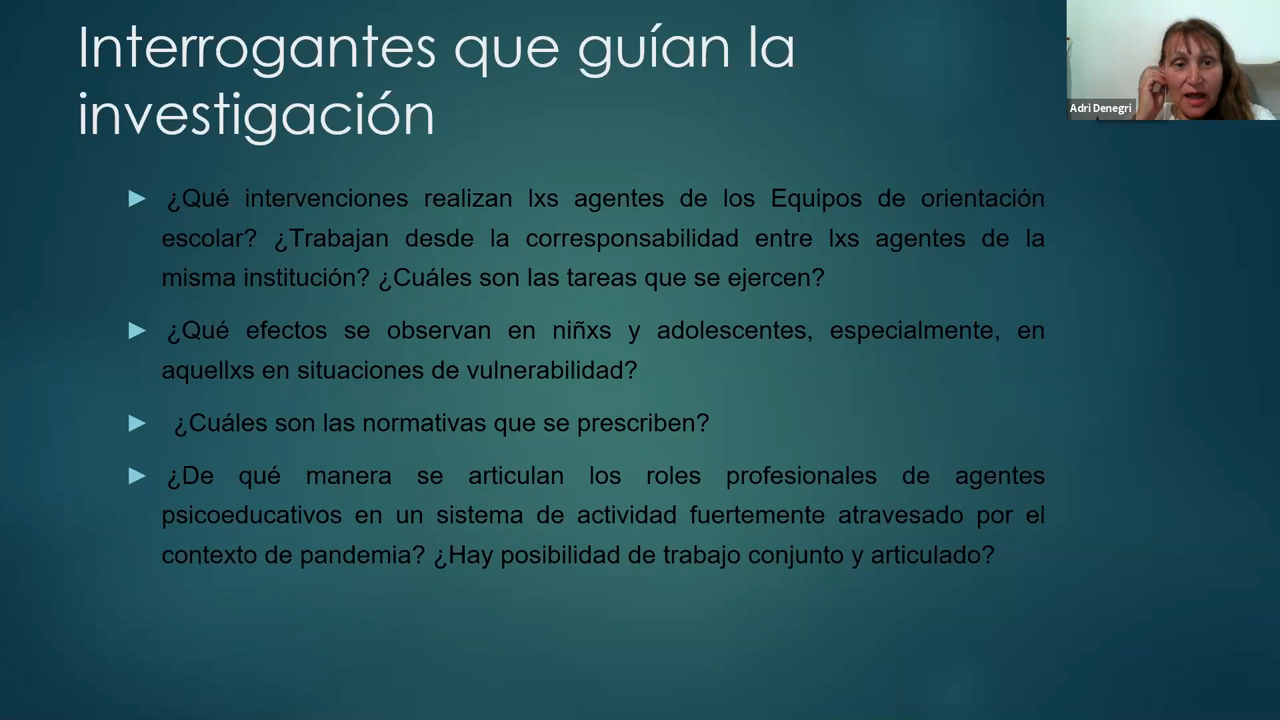 Interrogantes que guían la
investigación
Adri Denegri
¿Qué intervenciones realizan lxs agentes de los Equipos de orientación
escolar? ¿Trabajan desde la corresponsabilidad entre lxs agentes de la
misma institución? ¿Cuáles son las tareas que se ejercen?
¿Qué efectos se observan en niñxs y adolescentes, especialmente, en
aquellxs en situaciones de vulnerabilidad?
¿Cuáles son las normativas que se prescriben?
¿De qué manera se articulan los roles profesionales de agentes
psicoeducativos en un sistema de actividad fuertemente atravesado por el
contexto de pandemia? ¿Hay posibilidad de trabajo conjunto y articulado?